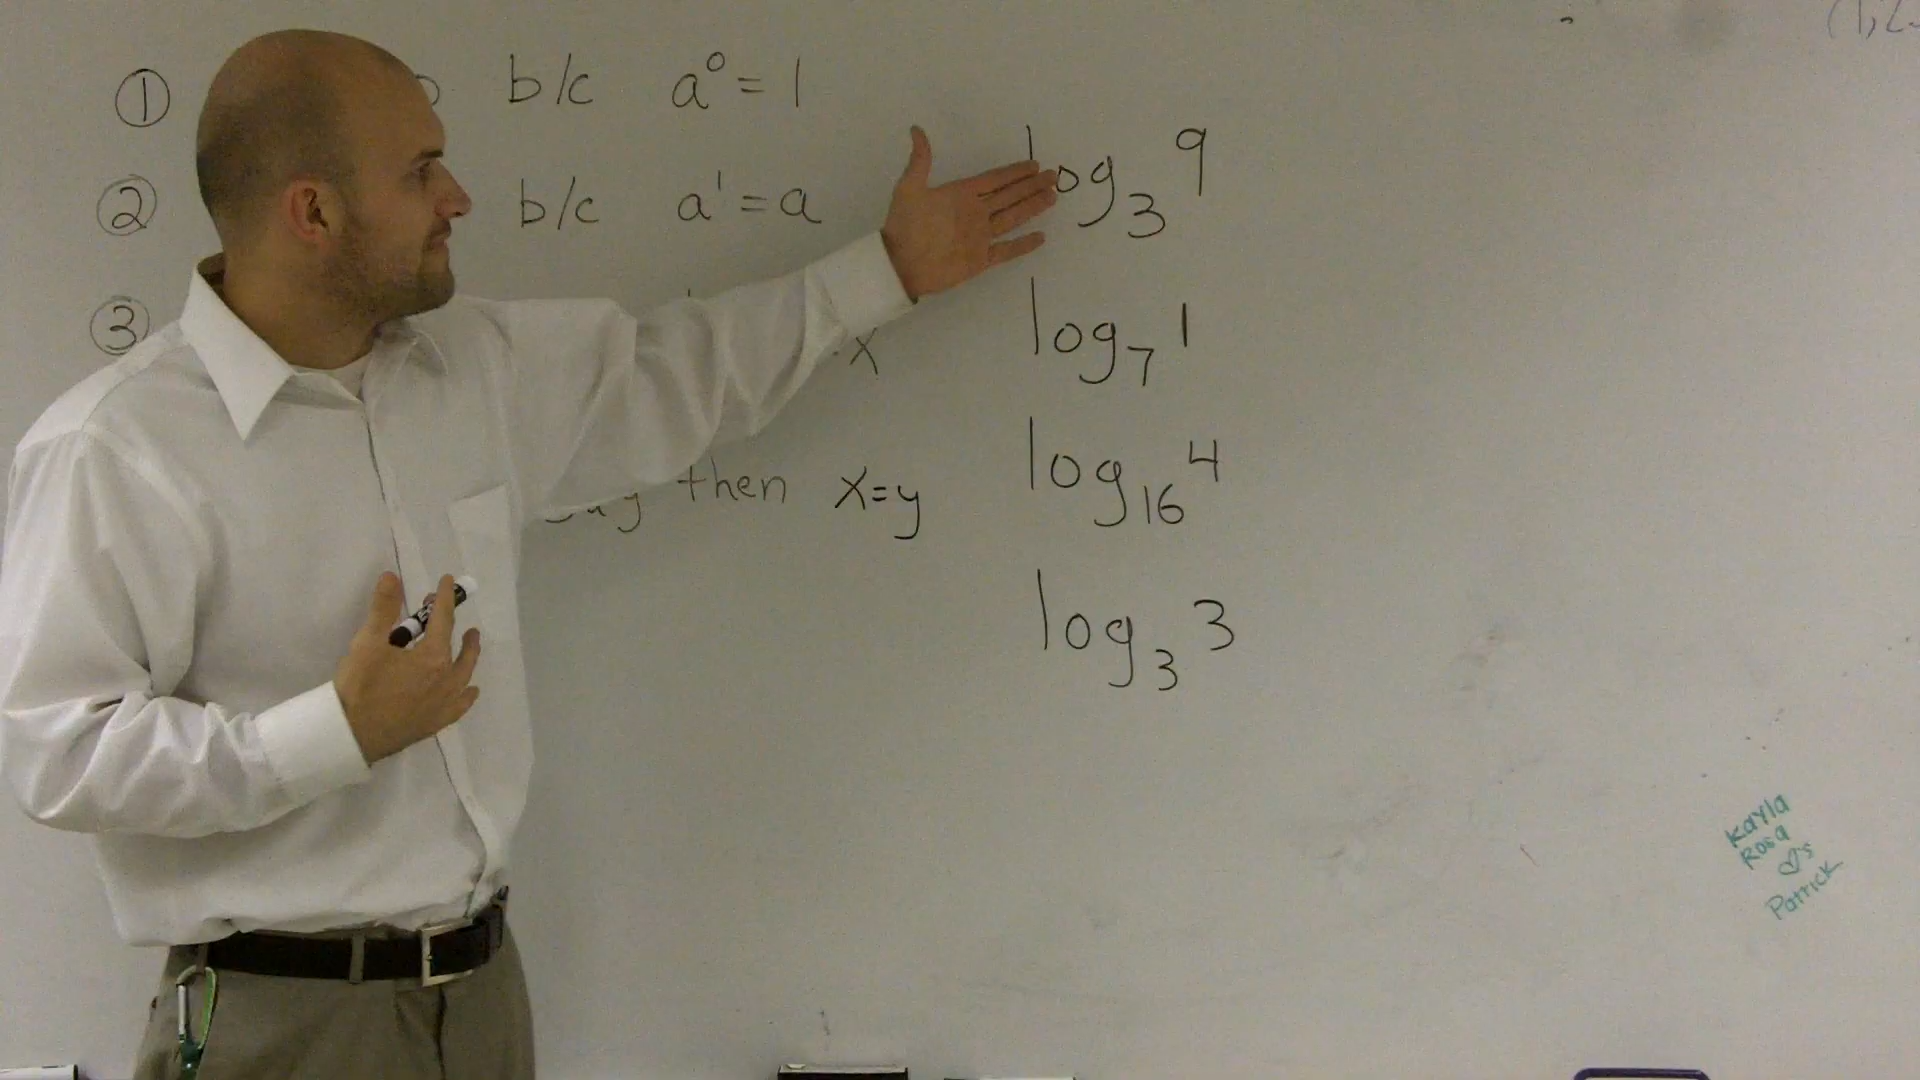 ① b/c a⁰ = 1
② b/c a¹ = a
③ x
then x=y
log₃ 9
log₇ 1
log₁₆ 4
log₃ 3
Kayla
Rosa
♡'s
Patrick